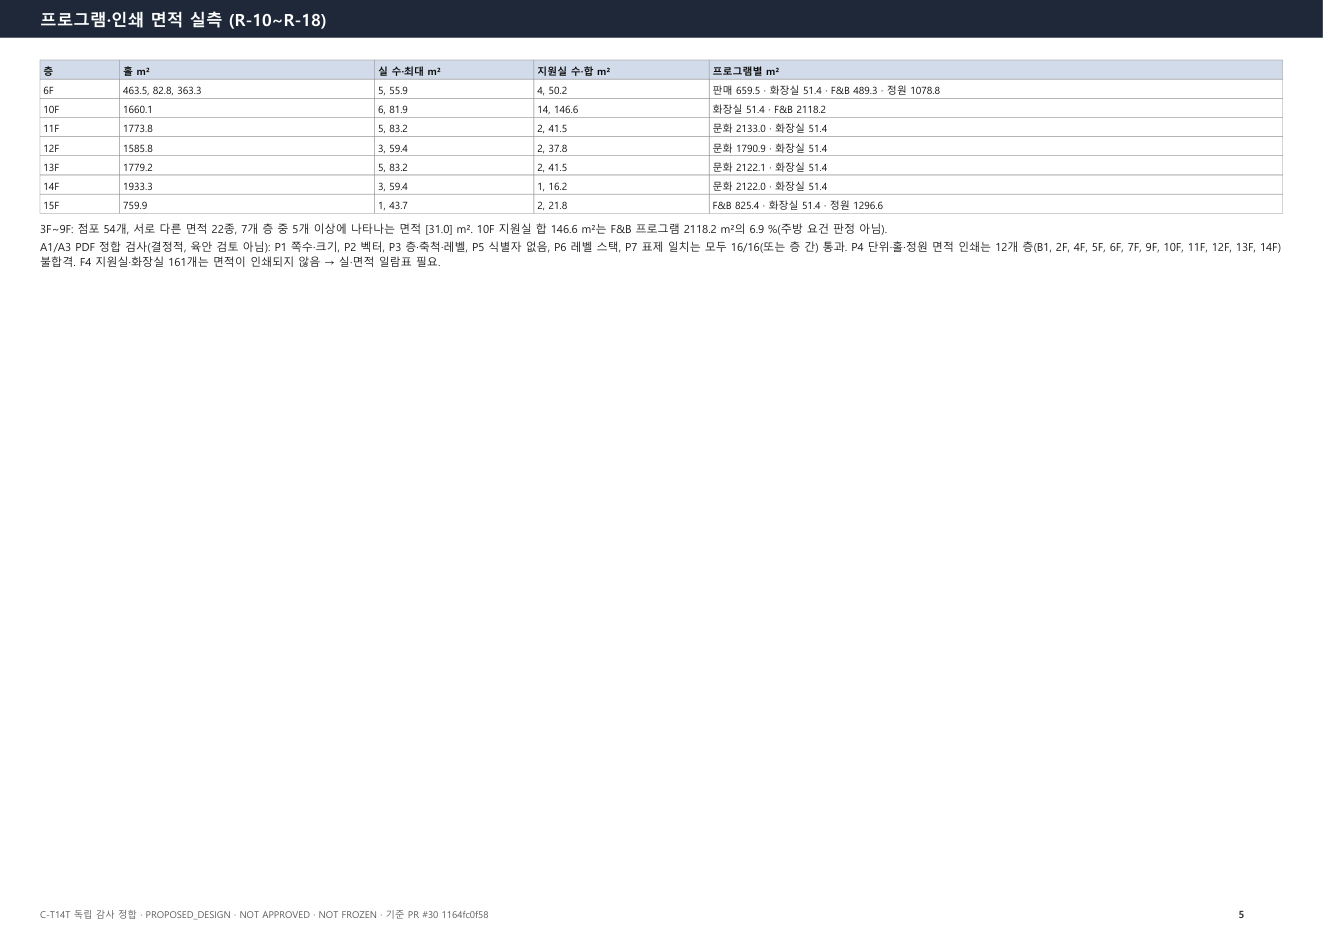 프로그램·인쇄 면적 실측 (R-10~R-18)
층 홀 m² 실 수·최대 m² 지원실 수·합 m² 프로그램별 m²
6F 463.5, 82.8, 363.3 5, 55.9 4, 50.2 판매 659.5 · 화장실 51.4 · F&B 489.3 · 정원 1078.8
10F 1660.1 6, 81.9 14, 146.6 화장실 51.4 · F&B 2118.2
11F 1773.8 5, 83.2 2, 41.5 문화 2133.0 · 화장실 51.4
12F 1585.8 3, 59.4 2, 37.8 문화 1790.9 · 화장실 51.4
13F 1779.2 5, 83.2 2, 41.5 문화 2122.1 · 화장실 51.4
14F 1933.3 3, 59.4 1, 16.2 문화 2122.0 · 화장실 51.4
15F 759.9 1, 43.7 2, 21.8 F&B 825.4 · 화장실 51.4 · 정원 1296.6
3F~9F: 점포 54개, 서로 다른 면적 22종, 7개 층 중 5개 이상에 나타나는 면적 [31.0] m². 10F 지원실 합 146.6 m²는 F&B 프로그램 2118.2 m²의 6.9 %(주방 요건 판정 아님).
A1/A3 PDF 정합 검사(결정적, 육안 검토 아님): P1 쪽수·크기, P2 벡터, P3 층·축척·레벨, P5 식별자 없음, P6 레벨 스택, P7 표제 일치는 모두 16/16(또는 층 간) 통과. P4 단위·홀·정원 면적 인쇄는 12개 층(B1, 2F, 4F, 5F, 6F, 7F, 9F, 10F, 11F, 12F, 13F, 14F)
불합격. F4 지원실·화장실 161개는 면적이 인쇄되지 않음 → 실·면적 일람표 필요.
C-T14T 독립 감사 정합 · PROPOSED_DESIGN · NOT APPROVED · NOT FROZEN · 기준 PR #30 1164fc0f58
5